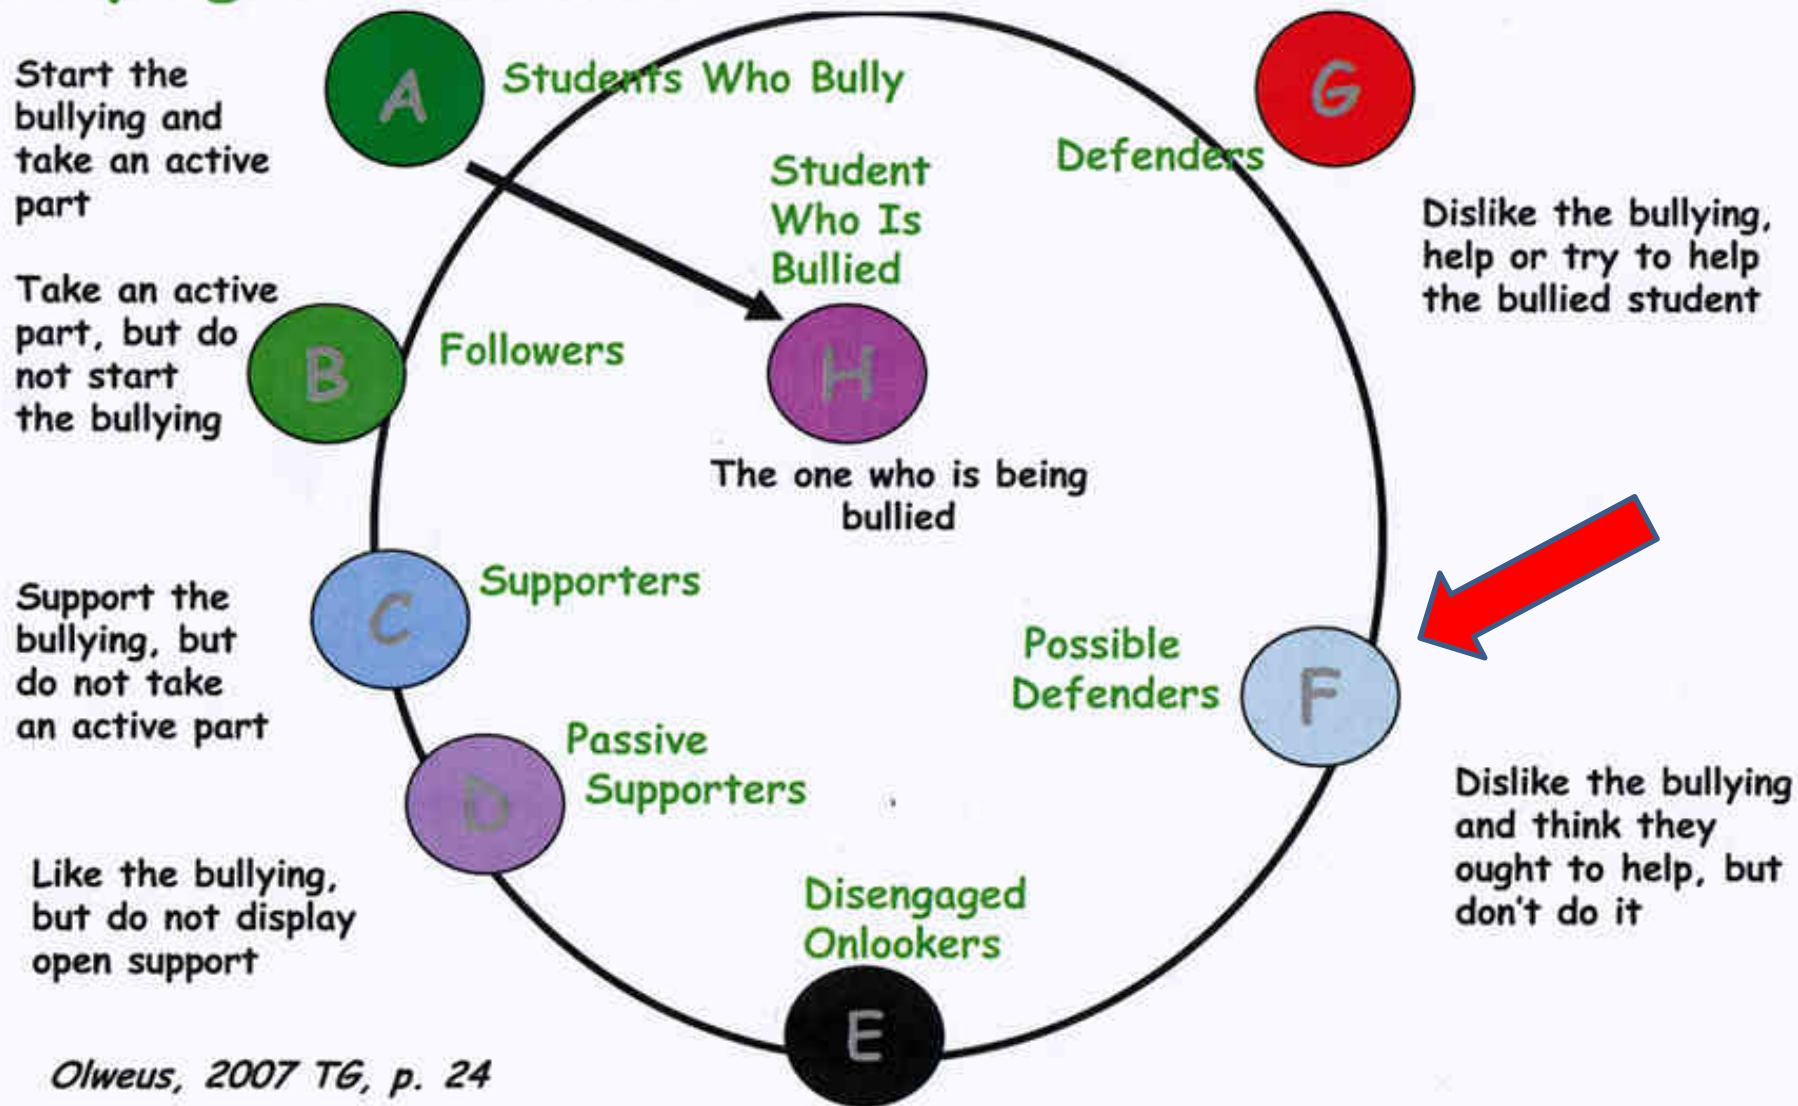 Start the
bullying and
take an active
part
A
Students Who Bully
Student
Who Is
Bullied
Defenders
G
Dislike the bullying,
help or try to help
the bullied student
Take an active
part, but do
not start
the bullying
B
Followers
H
The one who is being
bullied
Support the
bullying, but
do not take
an active part
C
Supporters
Possible
Defenders
F
Dislike the bullying
and think they
ought to help, but
don't do it
Passive
Supporters
D
Like the bullying,
but do not display
open support
Disengaged
Onlookers
E
Olweus, 2007 TG, p. 24